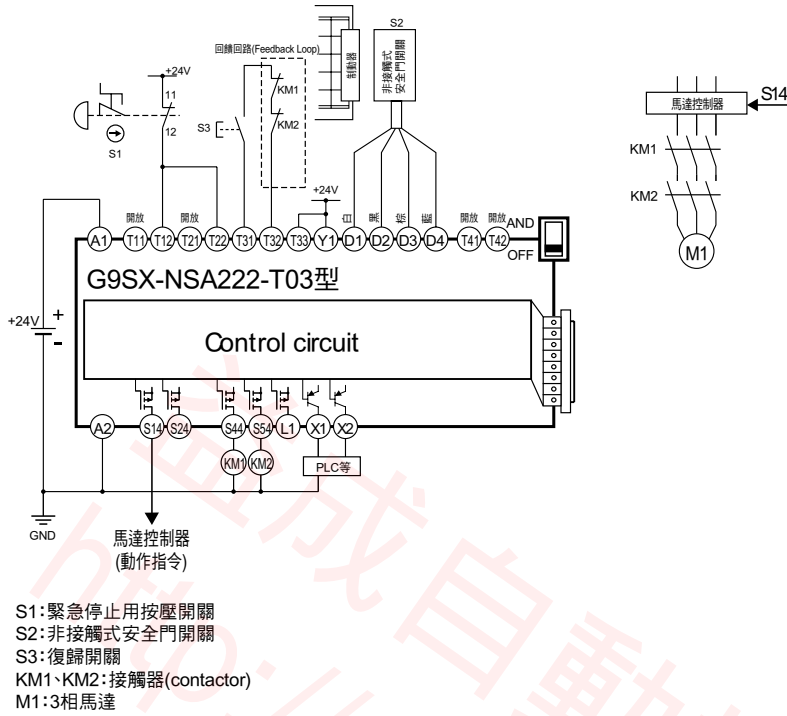 回饋回路(Feedback Loop)
制動器
S2
非接觸式
安全門開關
+24V
11
12
S1
S3
KM1
KM2
+24V
開放
開放
白
黑
棕
藍
開放
開放
AND
OFF
A1
T11
T12
T21
T22
T31
T32
T33
Y1
D1
D2
D3
D4
T41
T42
G9SX-NSA222-T03型
Control circuit
+24V
+
-
A2
S14
S24
S44
S54
L1
X1
X2
KM1
KM2
PLC等
GND
馬達控制器
(動作指令)
馬達控制器
S14
KM1
KM2
M1
S1:緊急停止用按壓開關
S2:非接觸式安全門開關
S3:復歸開關
KM1、KM2:接觸器(contactor)
M1:3相馬達
益成自動
http://